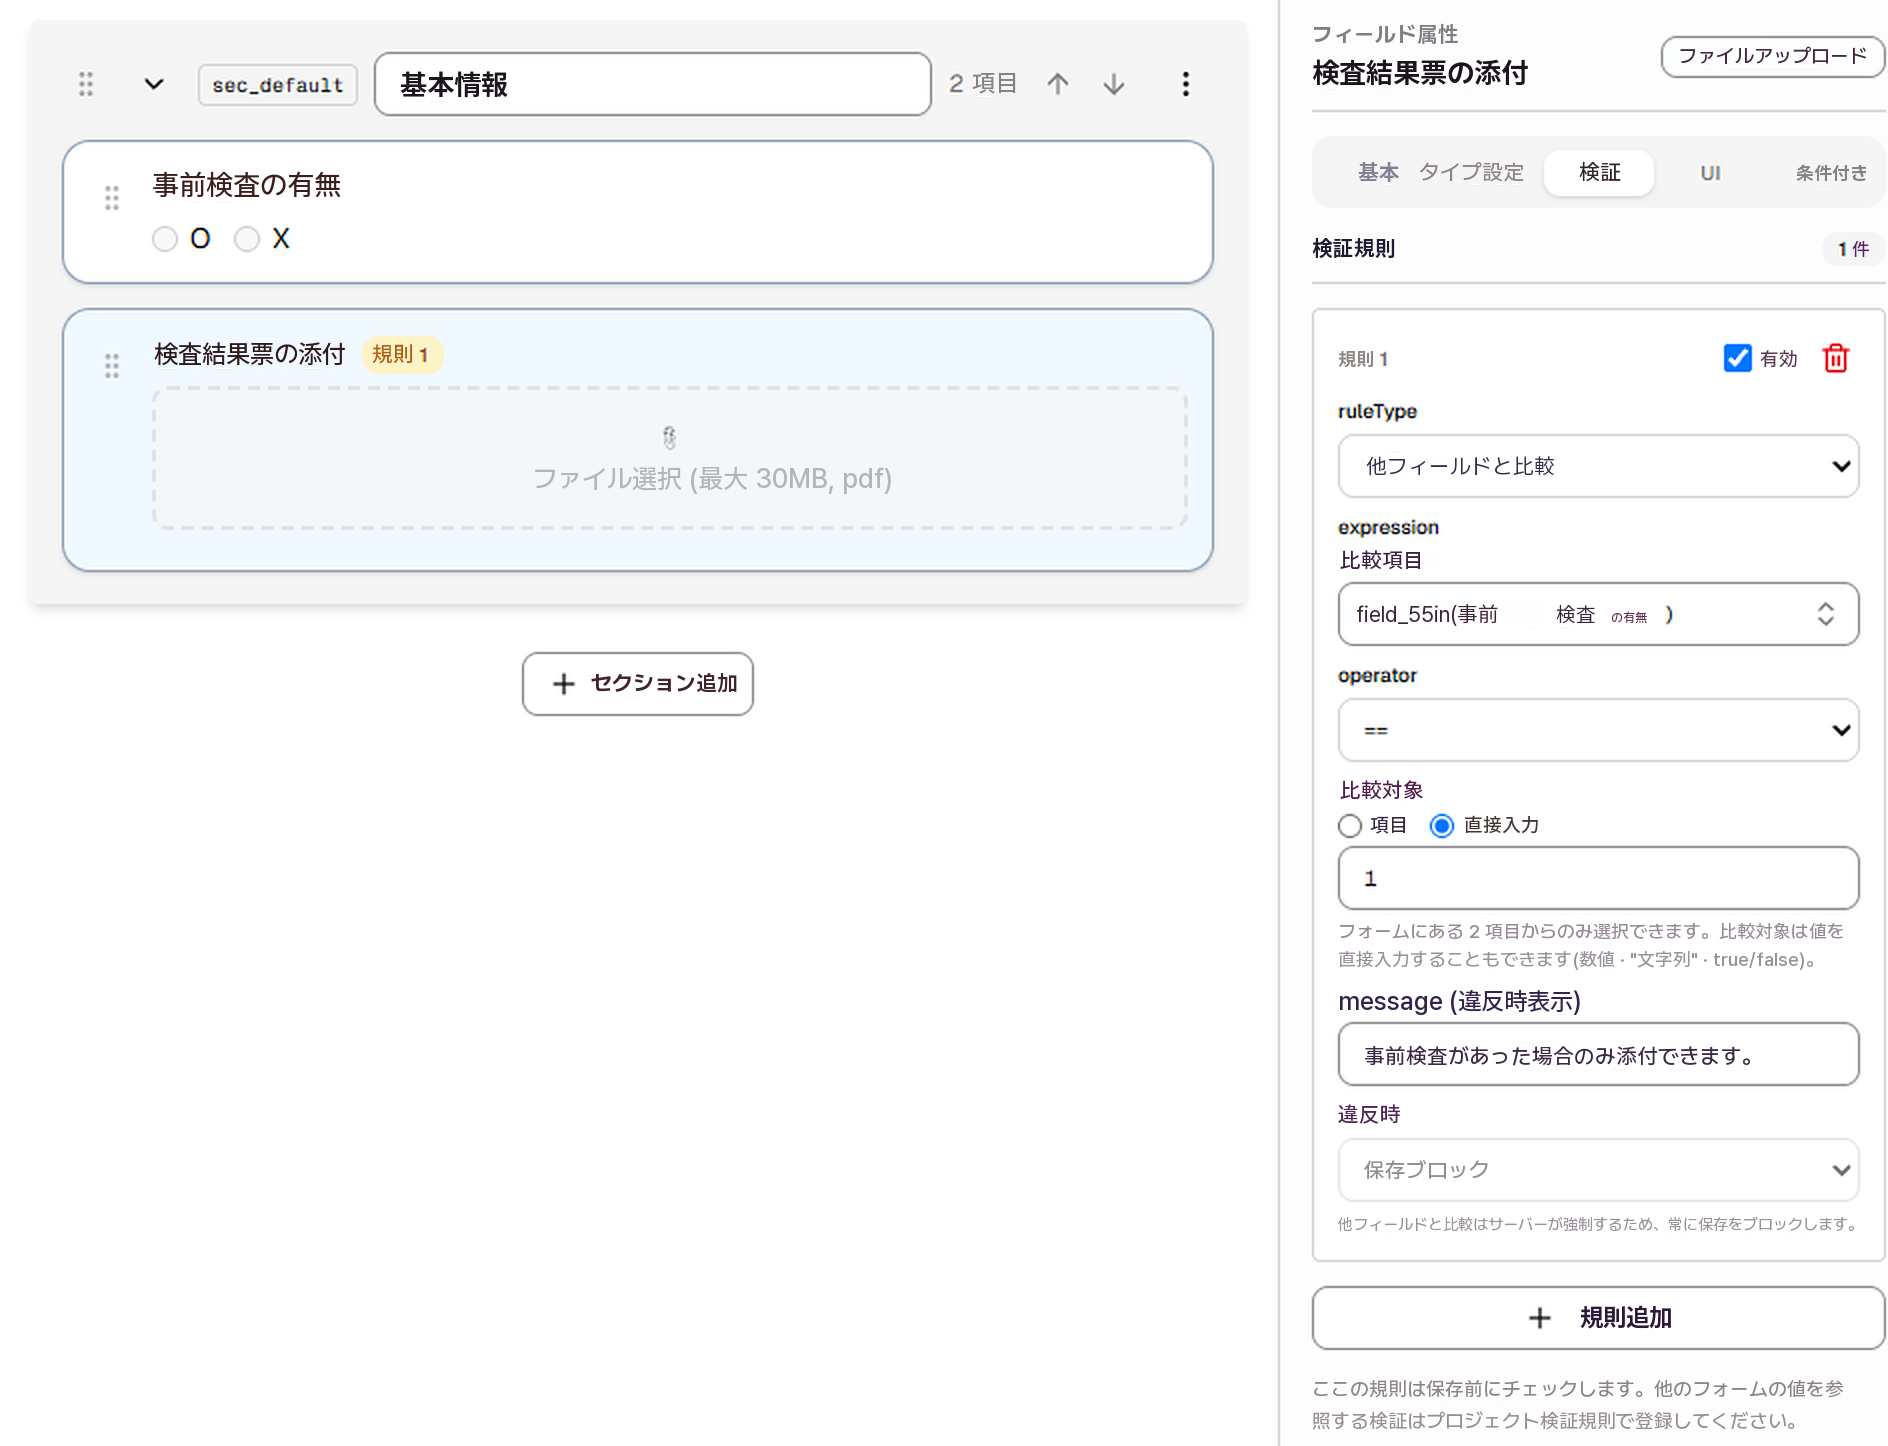 sec_default
基本情報
2 項目
事前検査の有無
O X
検査結果票の添付 規則 1
ファイル選択 (最大 30MB, pdf)
セクション追加
フィールド属性
検査結果票の添付
ファイルアップロード
基本 タイプ設定 検証 UI 条件付き
検証規則 1 件
規則 1 有効
ruleType
他フィールドと比較
expression
比較項目
field_55in(事前 検査 の有無 )
operator
==
比較対象
項目 直接入力
1
フォームにある 2 項目からのみ選択できます。比較対象は値を
直接入力することもできます(数値 · "文字列" · true/false)。
message (違反時表示)
事前検査があった場合のみ添付できます。
違反時
保存ブロック
他フィールドと比較はサーバーが強制するため、常に保存をブロックします。
規則追加
ここの規則は保存前にチェックします。他のフォームの値を参
照する検証はプロジェクト検証規則で登録してください。